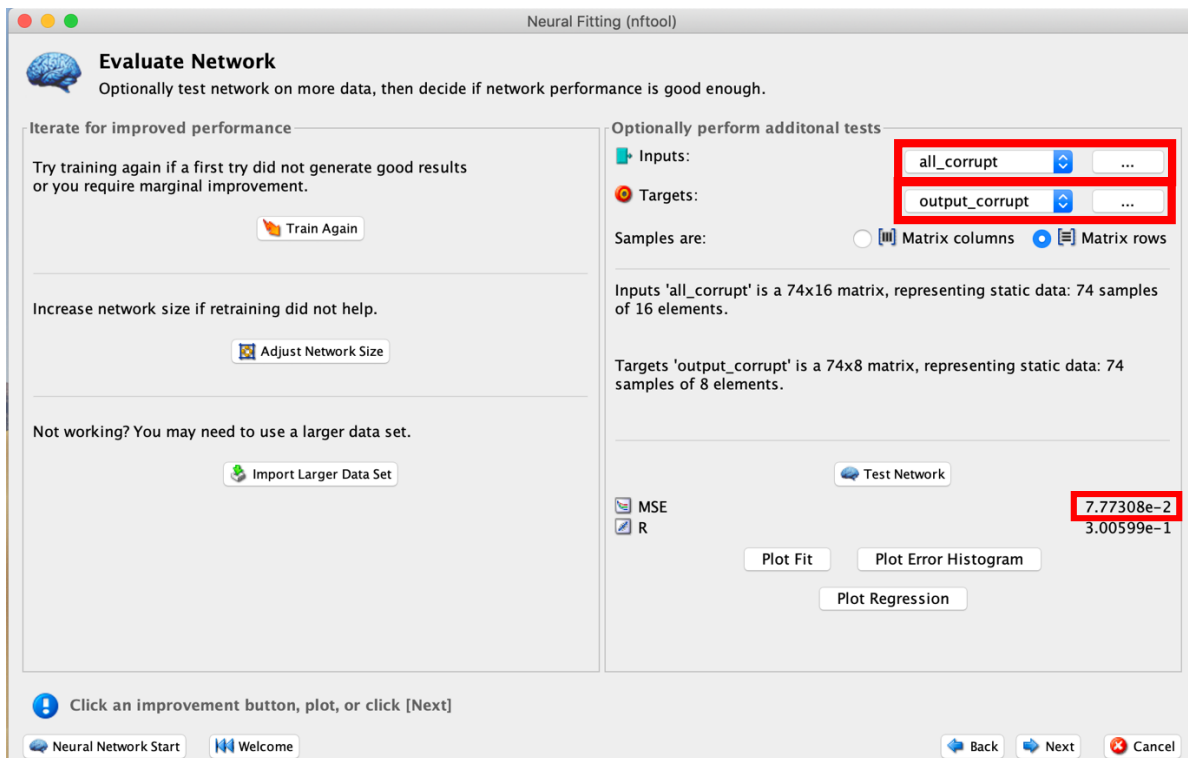 Neural Fitting (nftool)
Evaluate Network
Optionally test network on more data, then decide if network performance is good enough.
Iterate for improved performance
Try training again if a first try did not generate good results
or you require marginal improvement.
Train Again
Increase network size if retraining did not help.
Adjust Network Size
Not working? You may need to use a larger data set.
Import Larger Data Set
Optionally perform additonal tests
Inputs: all_corrupt ...
Targets: output_corrupt ...
Samples are: Matrix columns Matrix rows
Inputs 'all_corrupt' is a 74x16 matrix, representing static data: 74 samples
of 16 elements.
Targets 'output_corrupt' is a 74x8 matrix, representing static data: 74
samples of 8 elements.
Test Network
MSE 7.77308e-2
R 3.00599e-1
Plot Fit Plot Error Histogram
Plot Regression
Click an improvement button, plot, or click [Next]
Neural Network Start Welcome Back Next Cancel